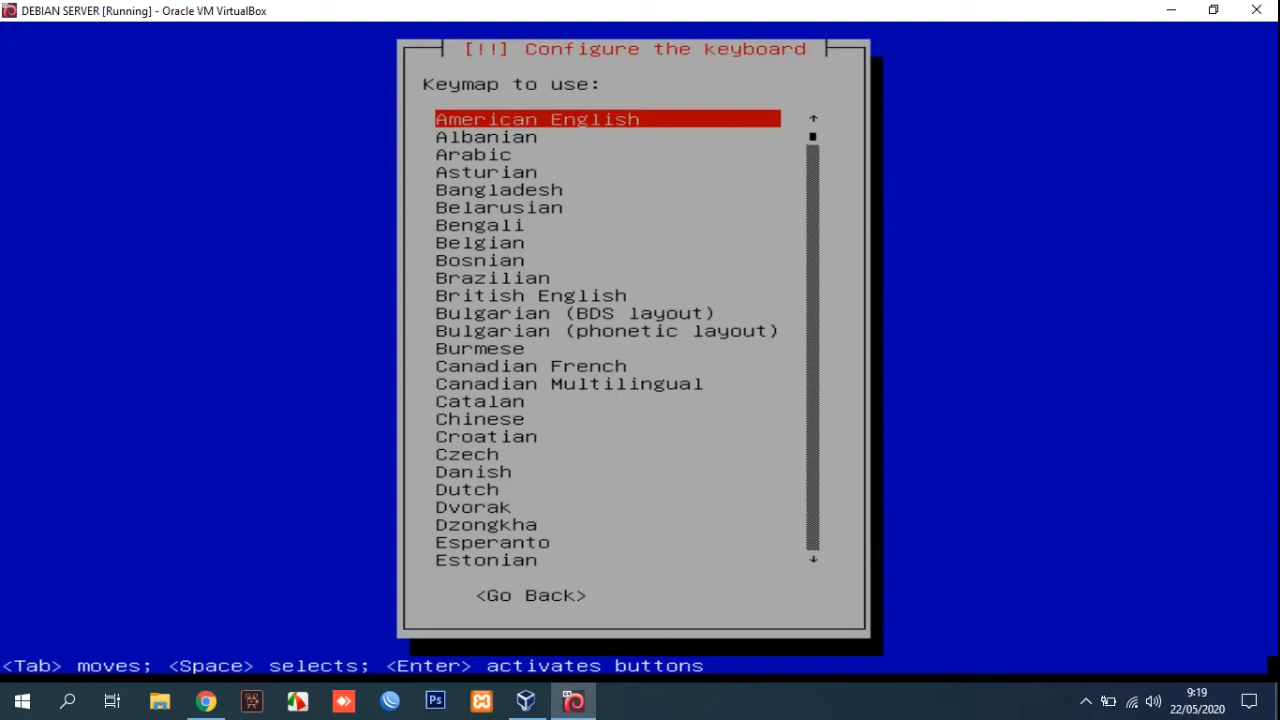 DEBIAN SERVER [Running] - Oracle VM VirtualBox
[!!] Configure the keyboard
Keymap to use:
American English
Albanian
Arabic
Asturian
Bangladesh
Belarusian
Bengali
Belgian
Bosnian
Brazilian
British English
Bulgarian (BDS layout)
Bulgarian (phonetic layout)
Burmese
Canadian French
Canadian Multilingual
Catalan
Chinese
Croatian
Czech
Danish
Dutch
Dvorak
Dzongkha
Esperanto
Estonian
<Go Back>
<Tab> moves; <Space> selects; <Enter> activates buttons
Ps
9:19
22/05/2020